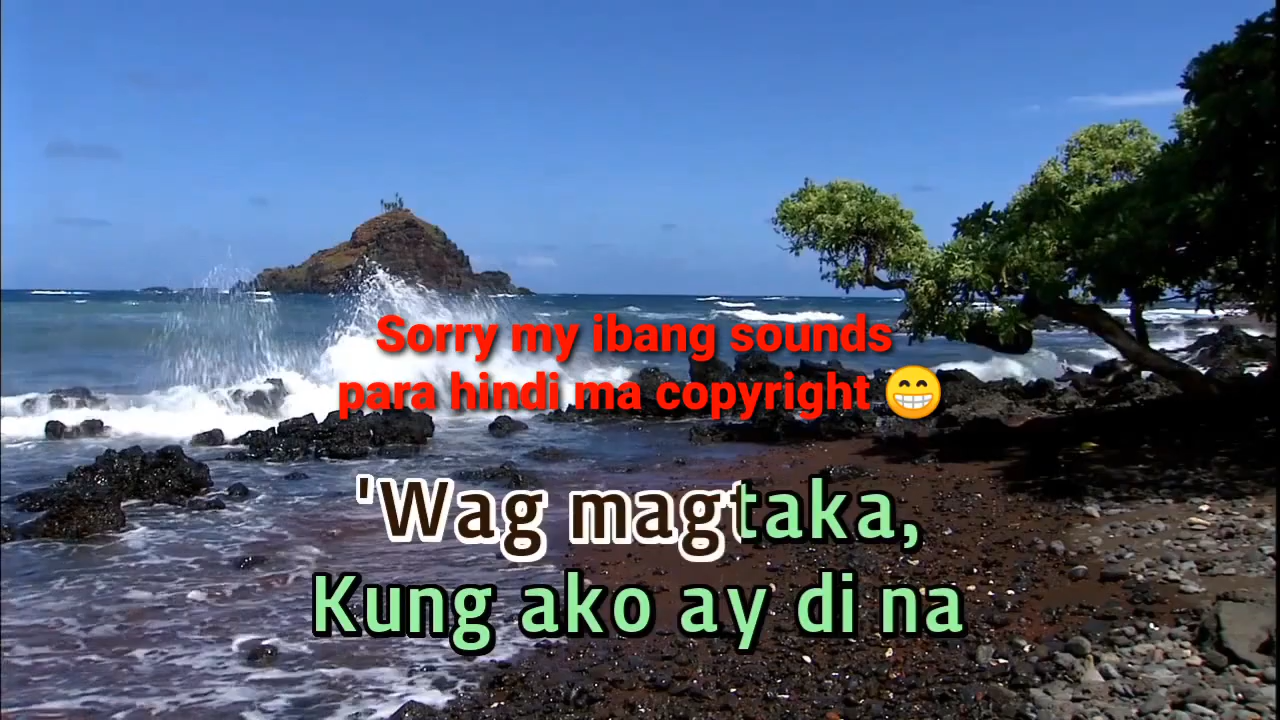 Sorry my ibang sounds
para hindi ma copyright 😁
'Wag magtaka,
Kung ako ay di na